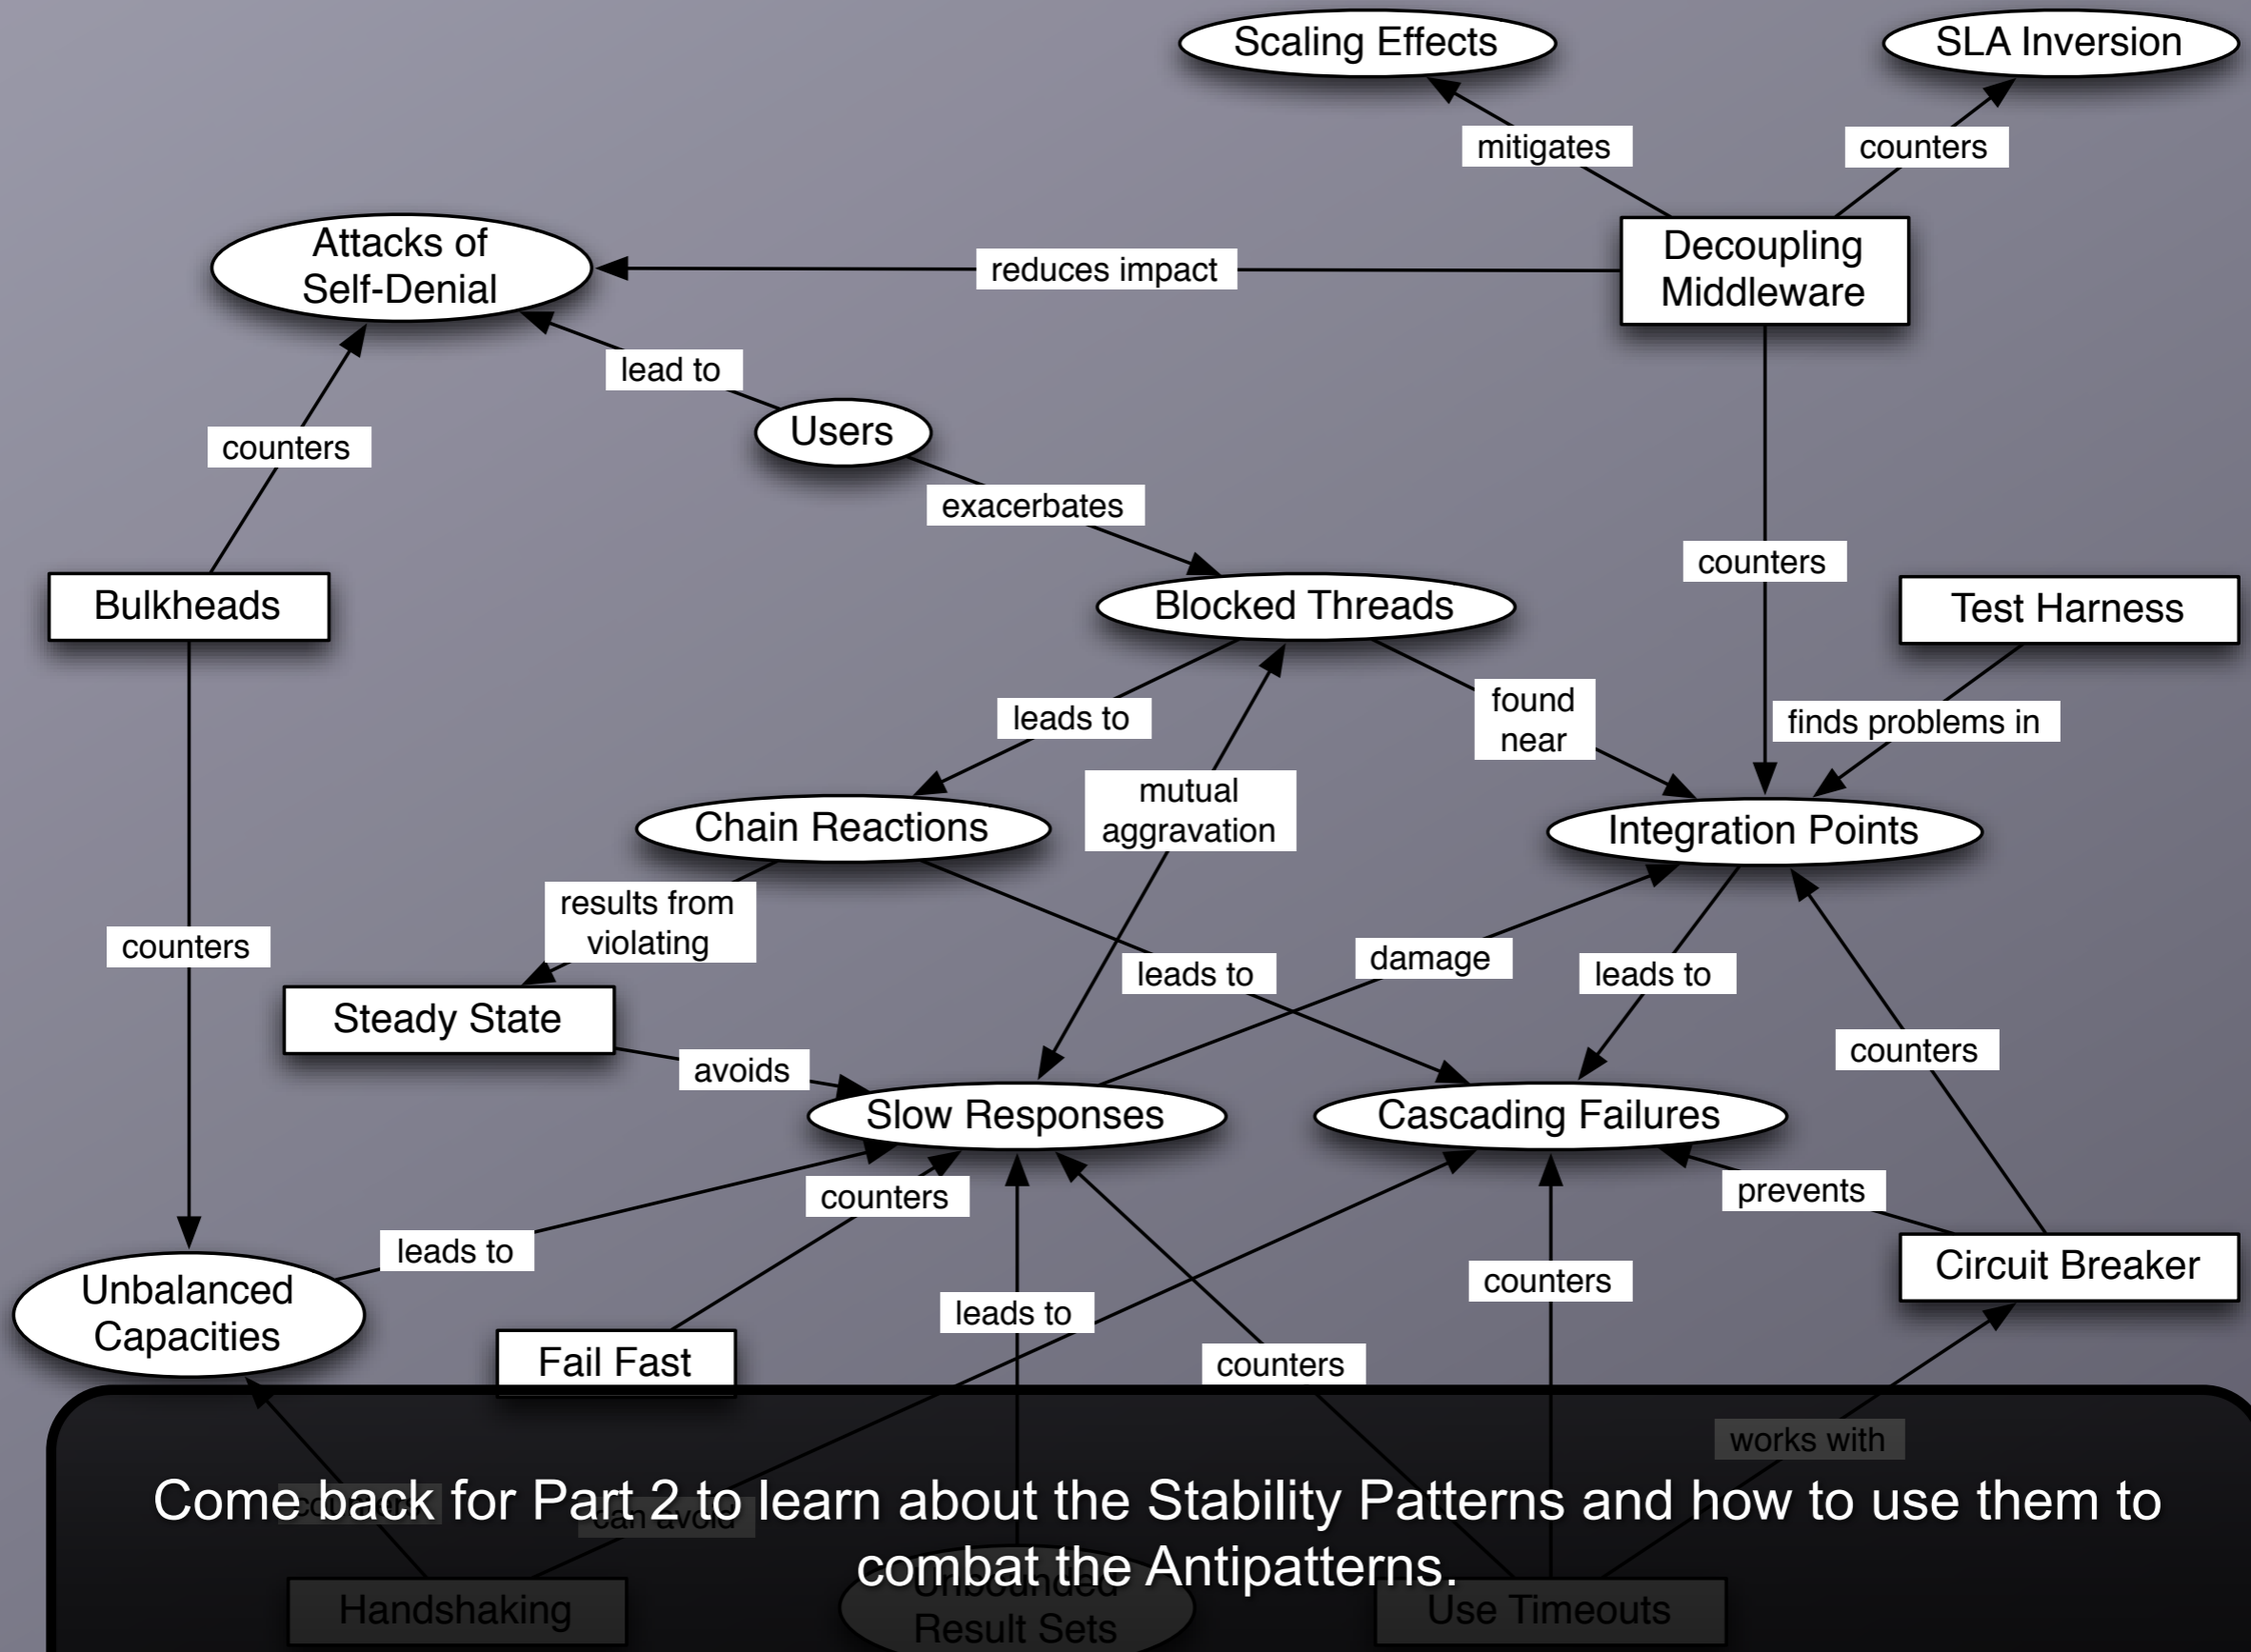 Scaling Effects
SLA Inversion
mitigates
counters
Attacks of
Self-Denial
reduces impact
Decoupling
Middleware
lead to
Users
counters
exacerbates
counters
Bulkheads
Blocked Threads
Test Harness
leads to
found
near
finds problems in
mutual
aggravation
Chain Reactions
Integration Points
results from
violating
counters
leads to
damage
leads to
Steady State
counters
avoids
Slow Responses
Cascading Failures
counters
prevents
leads to
Unbalanced
Capacities
counters
Circuit Breaker
leads to
Fail Fast
counters
works with
Come back for Part 2 to learn about the Stability Patterns and how to use them to
combat the Antipatterns.
counters
can avoid
Handshaking
Unbounded
Result Sets
Use Timeouts